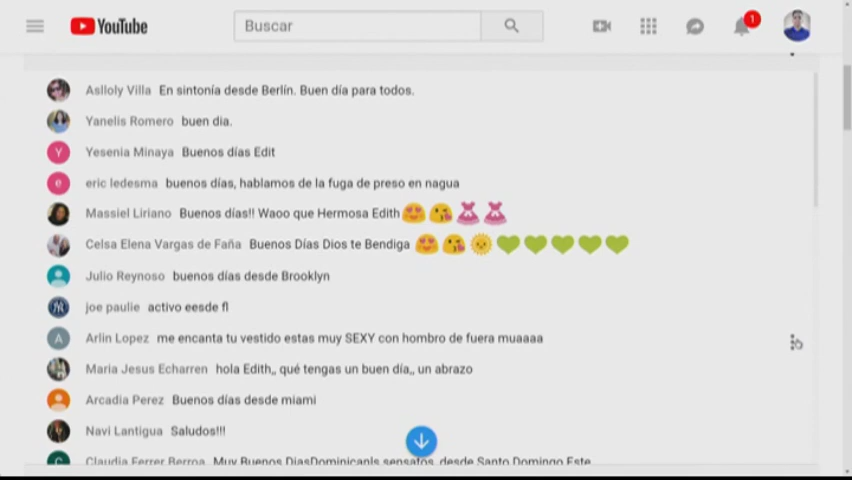 YouTube
Buscar
1
Aslloly Villa En sintonía desde Berlín. Buen día para todos.
Yanelis Romero buen dia.
Y Yesenia Minaya Buenos días Edit
e eric ledesma buenos días, hablamos de la fuga de preso en nagua
Massiel Liriano Buenos días!! Waoo que Hermosa Edith
Celsa Elena Vargas de Faña Buenos Días Dios te Bendiga
Julio Reynoso buenos días desde Brooklyn
joe paulie activo eesde fl
A Arlin Lopez me encanta tu vestido estas muy SEXY con hombro de fuera muaaaa
Maria Jesus Echarren hola Edith,, qué tengas un buen día,, un abrazo
Arcadia Perez Buenos días desde miami
Navi Lantigua Saludos!!!
C Claudia Ferrer Berroa Muy Buenos DiasDominicanls sensatos, desde Santo Domingo Este